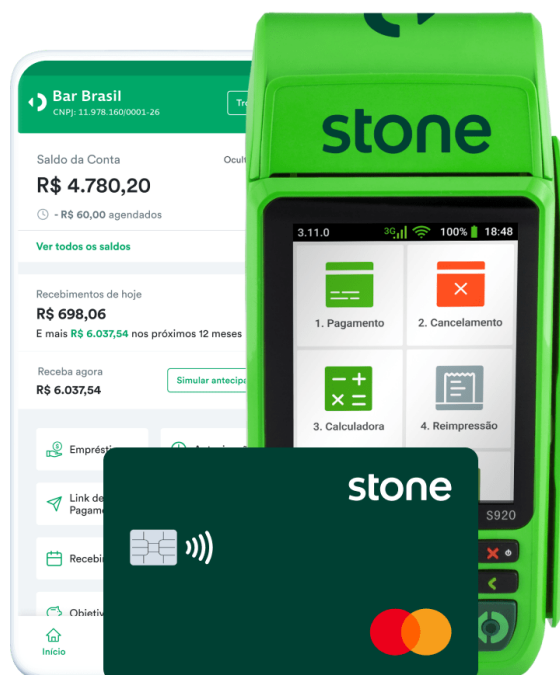 Bar Brasil
CNPJ: 11.978.160/0001-26
Saldo da Conta
R$ 4.780,20
- R$ 60,00 agendados
Ver todos os saldos
Recebimentos de hoje
R$ 698,06
E mais R$ 6.037,54 nos próximos 12 meses
Receba agora
R$ 6.037,54
Simular
Link de
Início
stone
3.11.0 3G 100% 18:48
1. Pagamento
2. Cancelamento
3. Calculadora
4. Reimpressão
S920
stone